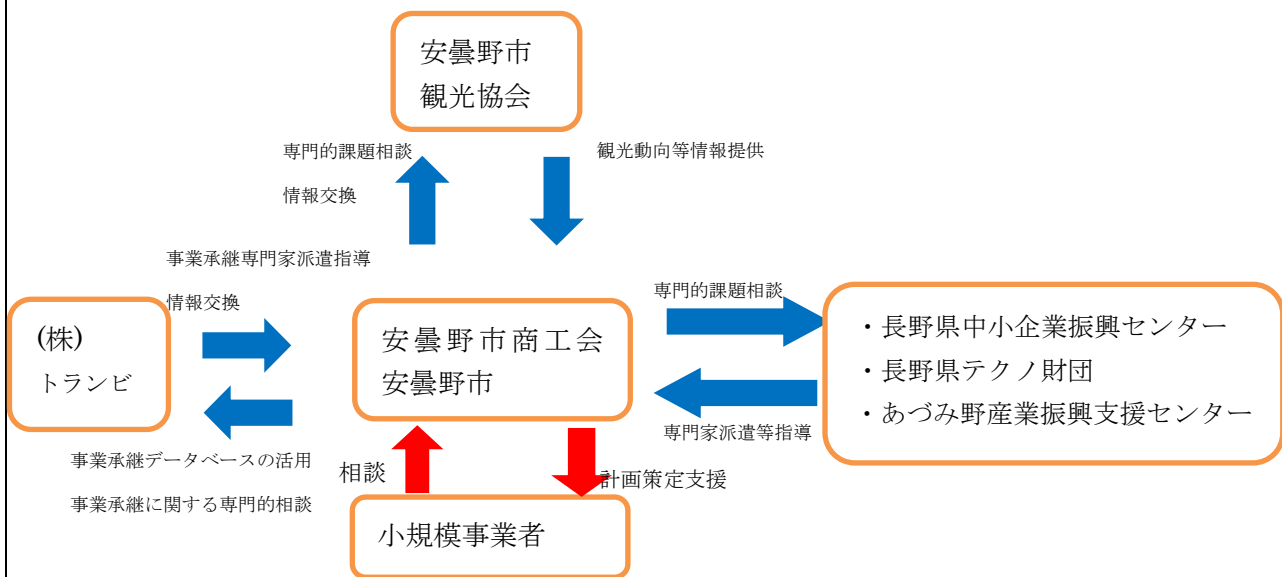 安曇野市
観光協会
専門的課題相談
情報交換
観光動向等情報提供
事業承継専門家派遣指導
情報交換
専門的課題相談
(株)
トランビ
安曇野市商工会
安曇野市
・長野県中小企業振興センター
・長野県テクノ財団
・あづみ野産業振興支援センター
専門家派遣等指導
事業承継データベースの活用
事業承継に関する専門的相談
相談
計画策定支援
小規模事業者